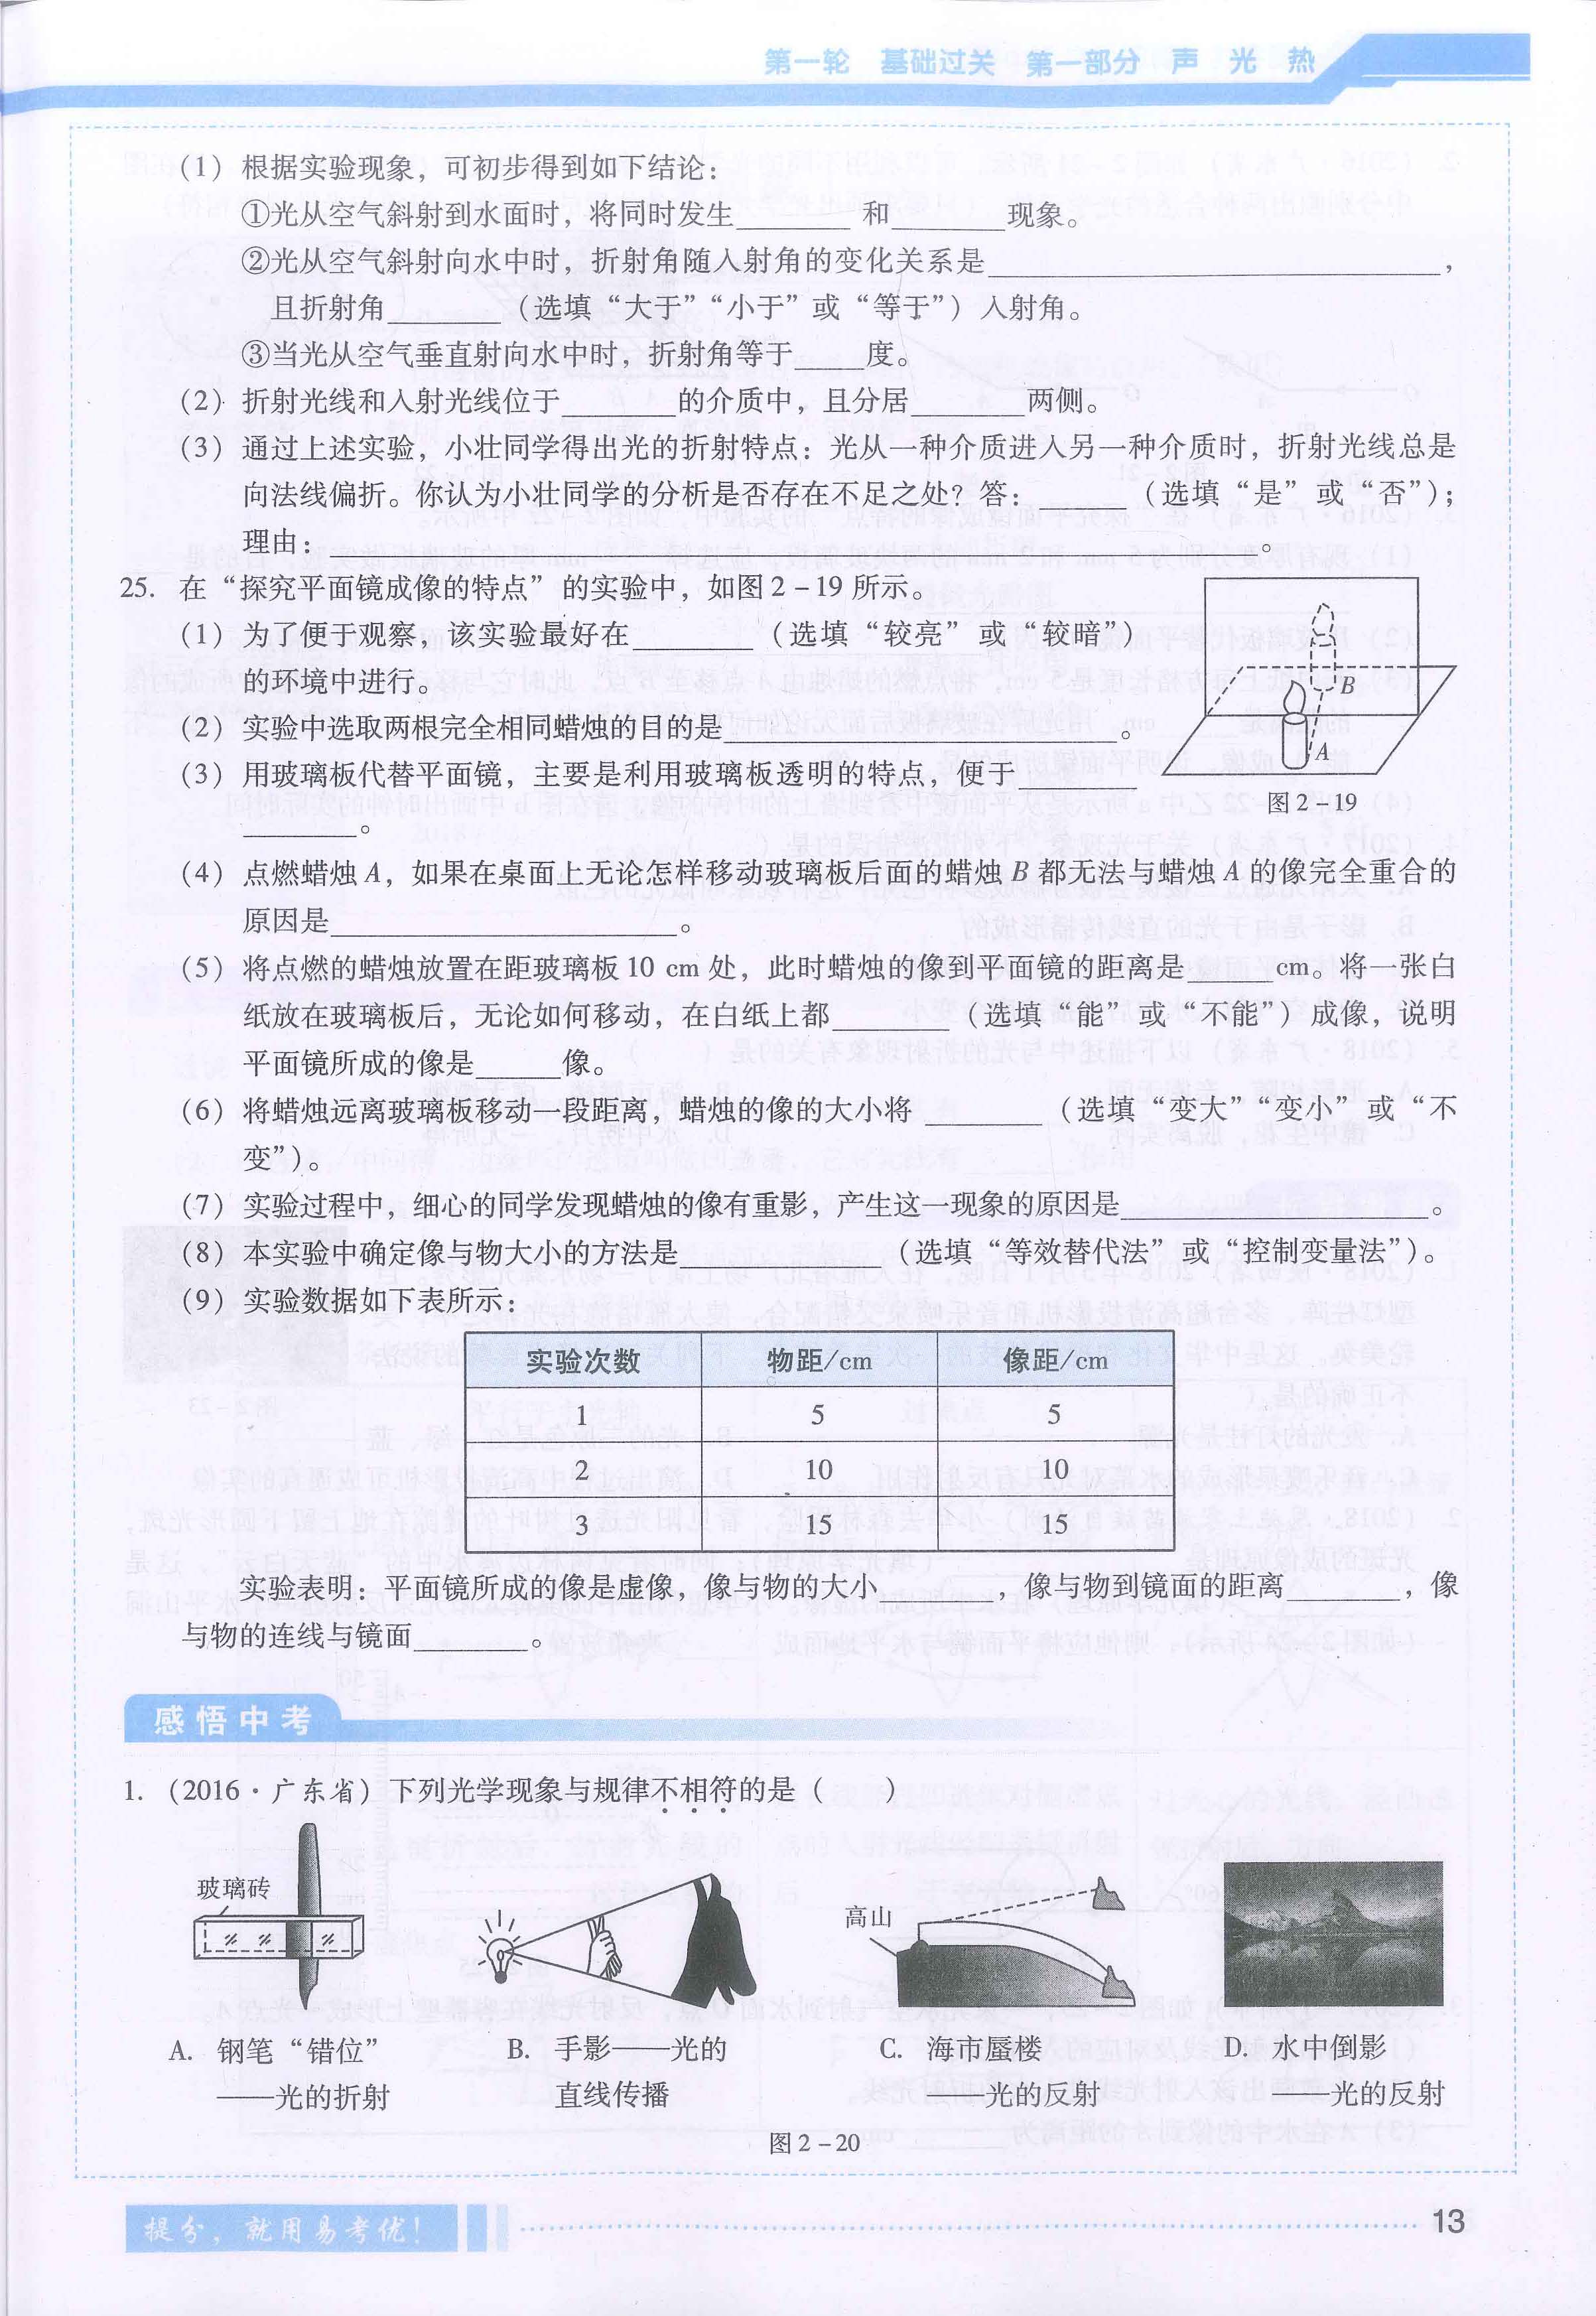 第一轮 基础过关 第一部分 声 光 热
(1) 根据实验现象，可初步得到如下结论：
①光从空气斜射到水面时，将同时发生________ 和________现象。
②光从空气斜射向水中时，折射角随入射角的变化关系是________________________________，
且折射角________ （选填“大于”“小于”或“等于”）入射角。
③当光从空气垂直射向水中时，折射角等于_____度。
(2) 折射光线和入射光线位于________的介质中，且分居________两侧。
(3) 通过上述实验，小壮同学得出光的折射特点：光从一种介质进入另一种介质时，折射光线总是
向法线偏折。你认为小壮同学的分析是否存在不足之处？答：______ （选填“是”或“否”）；
理由：________________________________________________________________。
25. 在“探究平面镜成像的特点”的实验中，如图2－19所示。
(1) 为了便于观察，该实验最好在________ （选填“较亮”或“较暗”）
的环境中进行。
(2) 实验中选取两根完全相同蜡烛的目的是____________________________。
(3) 用玻璃板代替平面镜，主要是利用玻璃板透明的特点，便于________
________。
B
A
图2－19
(4) 点燃蜡烛A，如果在桌面上无论怎样移动玻璃板后面的蜡烛B都无法与蜡烛A的像完全重合的
原因是________________________。
(5) 将点燃的蜡烛放置在距玻璃板10 cm处，此时蜡烛的像到平面镜的距离是______cm。将一张白
纸放在玻璃板后，无论如何移动，在白纸上都________ （选填“能”或“不能”）成像，说明
平面镜所成的像是______像。
(6) 将蜡烛远离玻璃板移动一段距离，蜡烛的像的大小将 ________ （选填“变大”“变小”或“不
变”）。
(7) 实验过程中，细心的同学发现蜡烛的像有重影，产生这一现象的原因是______________________。
(8) 本实验中确定像与物大小的方法是______________ （选填“等效替代法”或“控制变量法”）。
(9) 实验数据如下表所示：
实验次数 物距/cm 像距/cm
1 5 5
2 10 10
3 15 15
实验表明：平面镜所成的像是虚像，像与物的大小________，像与物到镜面的距离________，像
与物的连线与镜面________。
感悟中考
1. （2016·广东省）下列光学现象与规律不相符的是（ ）
玻璃砖
高山
A. 钢笔“错位” B. 手影——光的 C. 海市蜃楼 D. 水中倒影
——光的折射 直线传播 ——光的反射 ——光的反射
图2－20
提分，就用易考优！
13